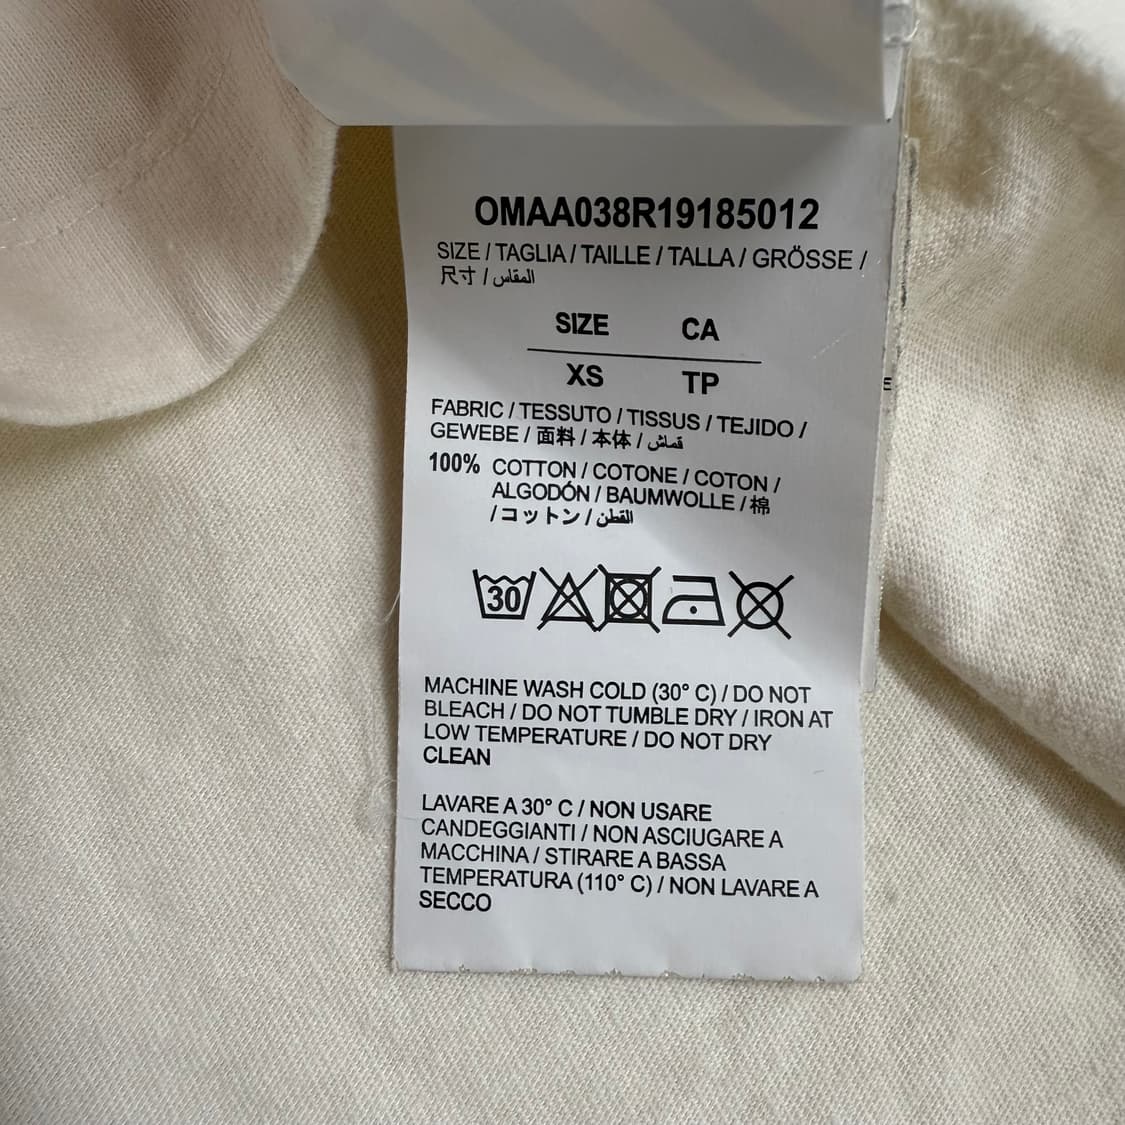 OMAA038R19185012
SIZE / TAGLIA / TAILLE / TALLA / GRÖSSE /
尺寸 / المقاس
SIZE CA
XS TP
FABRIC / TESSUTO / TISSUS / TEJIDO /
GEWEBE / 面料 / 本体 / قماش
100% COTTON / COTONE / COTON /
ALGODÓN / BAUMWOLLE / 棉
/ コットン / القطن
30
MACHINE WASH COLD (30° C) / DO NOT
BLEACH / DO NOT TUMBLE DRY / IRON AT
LOW TEMPERATURE / DO NOT DRY
CLEAN
LAVARE A 30° C / NON USARE
CANDEGGIANTI / NON ASCIUGARE A
MACCHINA / STIRARE A BASSA
TEMPERATURA (110° C) / NON LAVARE A
SECCO
E